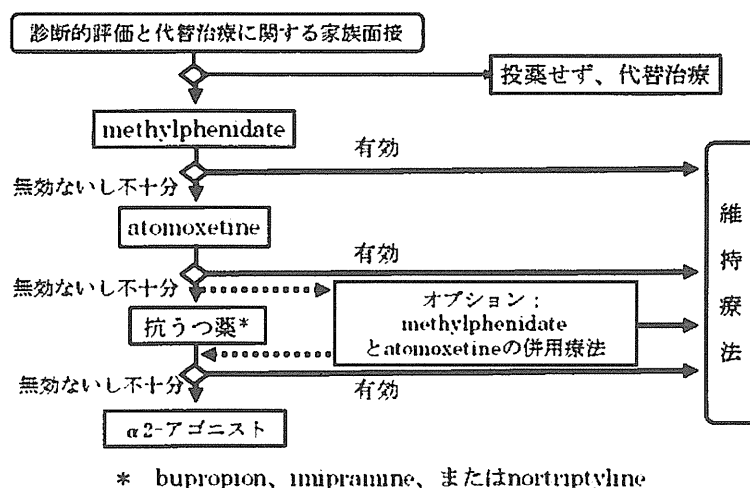 診断的評価と代替治療に関する家族面接
投薬せず、代替治療
methylphenidate
有効
無効ないし不十分
atomoxetine
有効
無効ないし不十分
オプション：
methylphenidate
とatomoxetineの併用療法
抗うつ薬*
無効ないし不十分
有効
α2-アゴニスト
維持療法
* bupropion、imipramine、またはnortriptyline